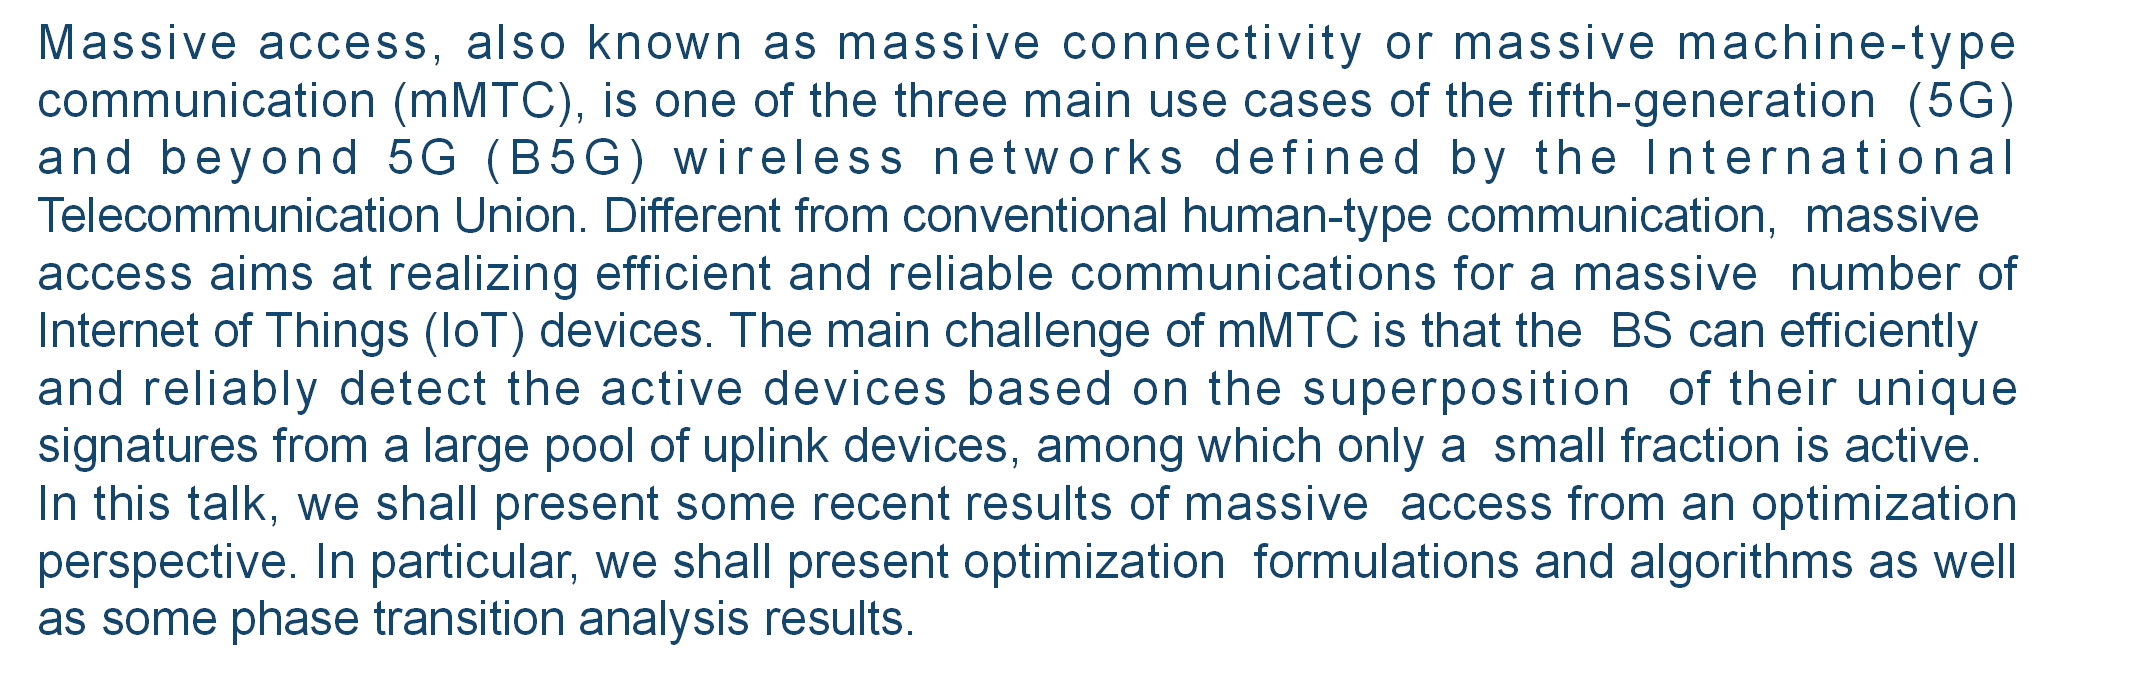 Massive access, also known as massive connectivity or massive machine-type
communication (mMTC), is one of the three main use cases of the fifth-generation (5G)
and beyond 5G (B5G) wireless networks defined by the International
Telecommunication Union. Different from conventional human-type communication, massive
access aims at realizing efficient and reliable communications for a massive number of
Internet of Things (IoT) devices. The main challenge of mMTC is that the BS can efficiently
and reliably detect the active devices based on the superposition of their unique
signatures from a large pool of uplink devices, among which only a small fraction is active.
In this talk, we shall present some recent results of massive access from an optimization
perspective. In particular, we shall present optimization formulations and algorithms as well
as some phase transition analysis results.